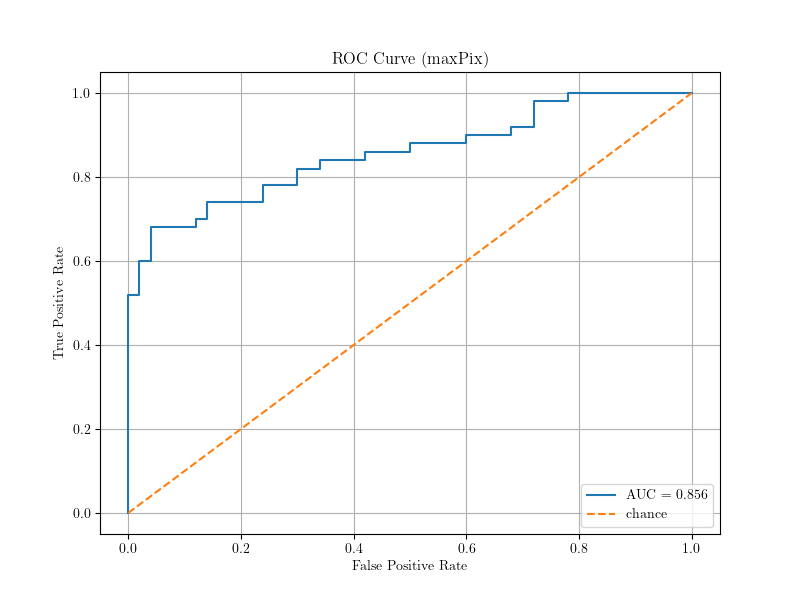 ROC Curve (maxPix)
1.0
0.8
0.6
0.4
0.2
0.0
True Positive Rate
0.0 0.2 0.4 0.6 0.8 1.0
False Positive Rate
AUC = 0.856
chance